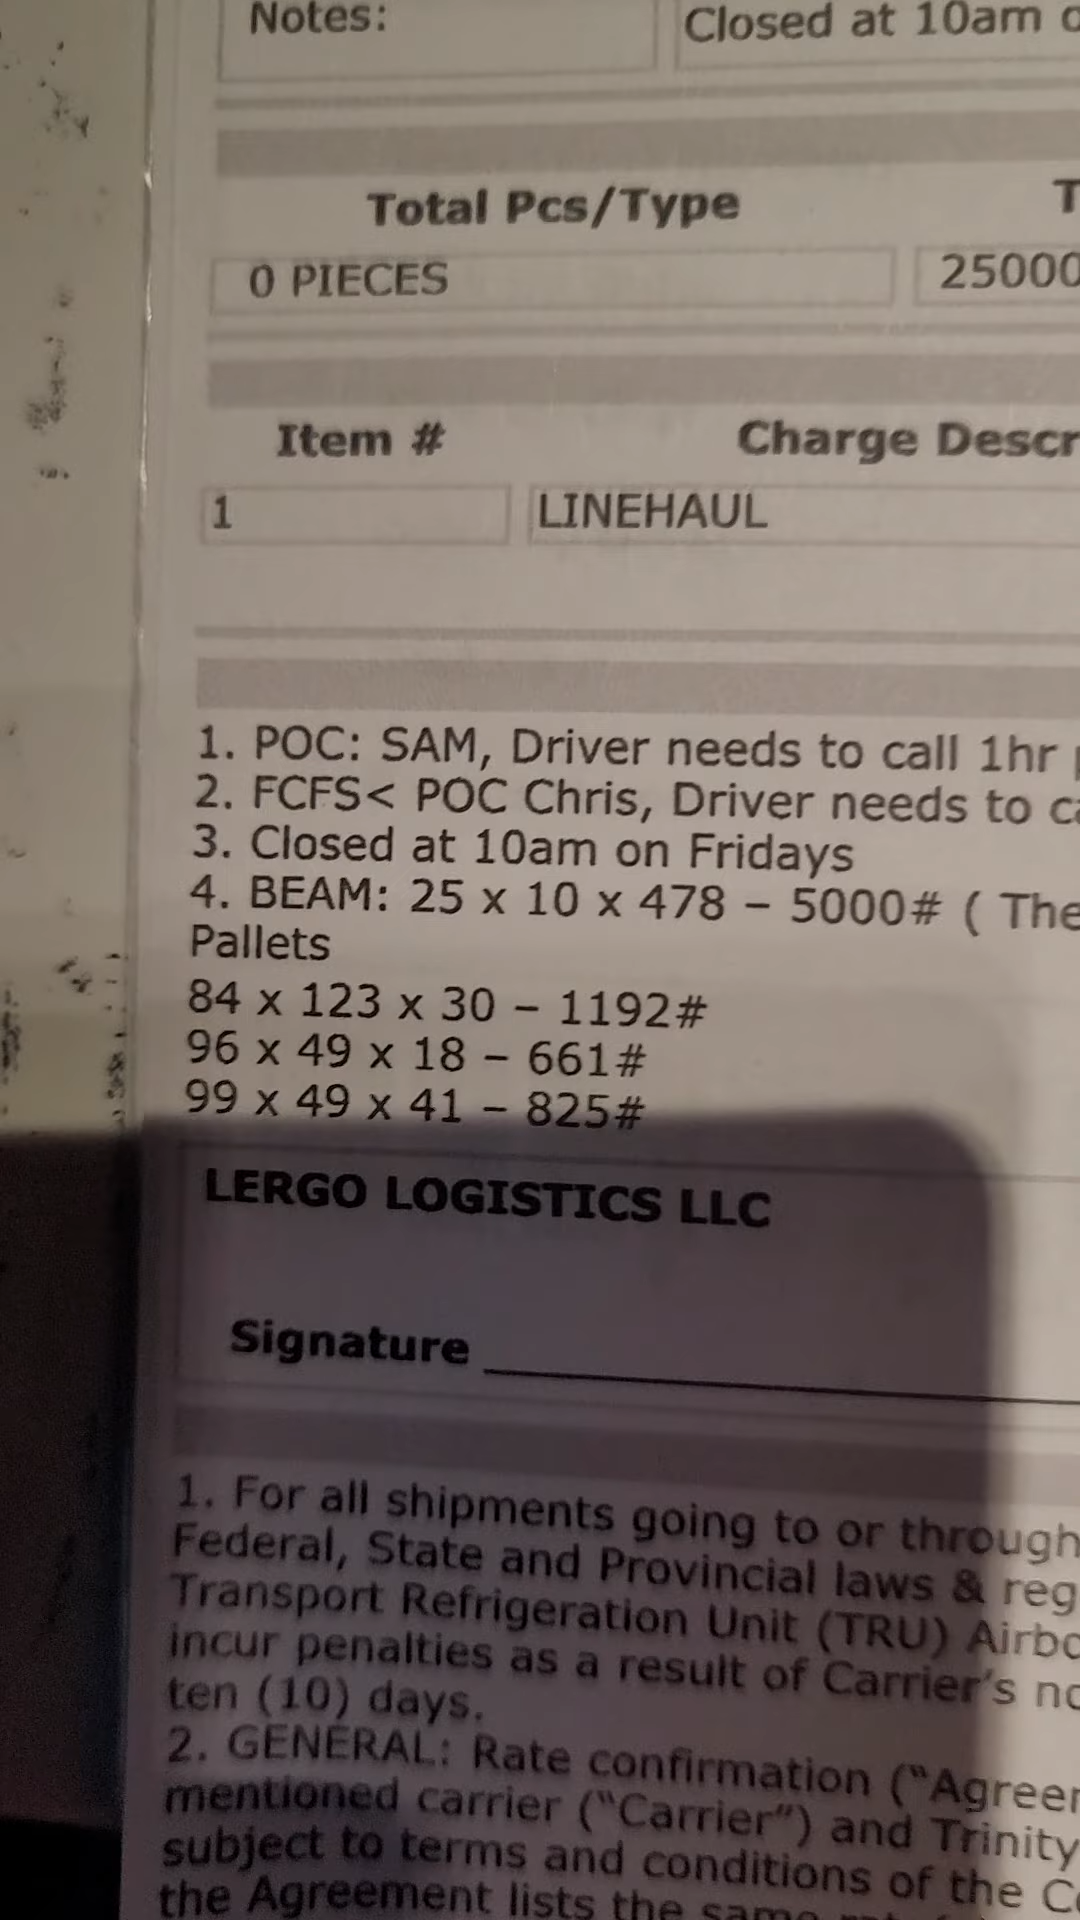 Notes:
Closed at 10am
Total Pcs/Type
0 PIECES
25000
Item #
Charge Descr
1
LINEHAUL
1. POC: SAM, Driver needs to call 1hr
2. FCFS< POC Chris, Driver needs to ca
3. Closed at 10am on Fridays
4. BEAM: 25 x 10 x 478 – 5000# ( The
Pallets
84 x 123 x 30 – 1192#
96 x 49 x 18 – 661#
99 x 49 x 41 – 825#
LERGO LOGISTICS LLC
Signature
1. For all shipments going to or through
Federal, State and Provincial laws & reg
Transport Refrigeration Unit (TRU) Airbo
incur penalties as a result of Carrier's no
ten (10) days.
2. GENERAL: Rate confirmation ("Agreer
mentioned carrier ("Carrier") and Trinity
subject to terms and conditions of the C
the Agreement lists the same